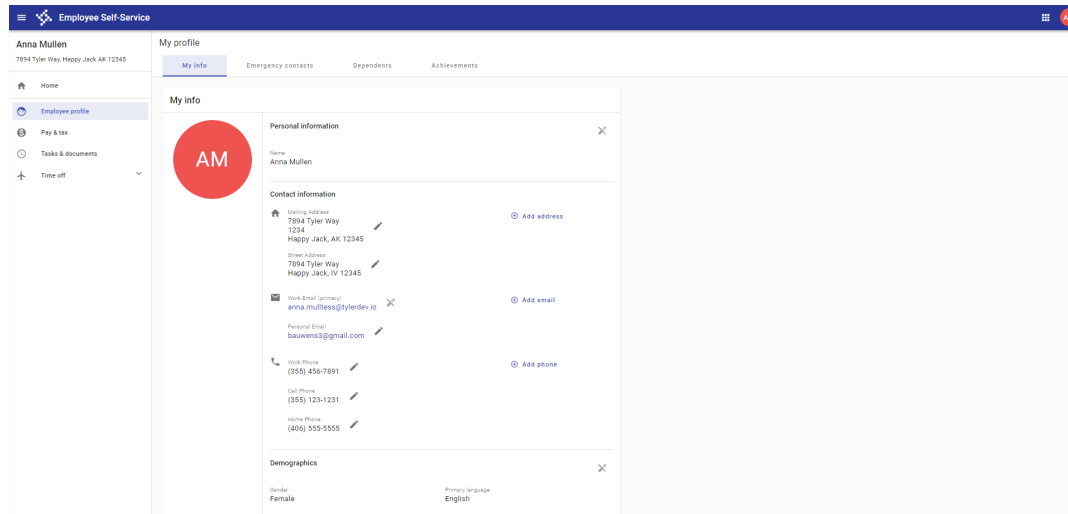 Employee Self-Service
Anna Mullen
7894 Tyler Way, Happy Jack AK 12345
Home
Employee profile
Pay & tax
Tasks & documents
Time off
My profile
My info
Emergency contacts
Dependents
Achievements
My info
AM
Personal information
Name
Anna Mullen
Contact information
Mailing Address
7894 Tyler Way
1234
Happy Jack, AK 12345
Add address
Street Address
7894 Tyler Way
Happy Jack, IV 12345
Work Email (primary)
anna.mulltess@tylerdev.io
Add email
Personal Email
bauwens3@gmail.com
Work Phone
(355) 456-7891
Add phone
Cell Phone
(355) 123-1231
Home Phone
(406) 555-5555
Demographics
Gender
Female
Primary language
English